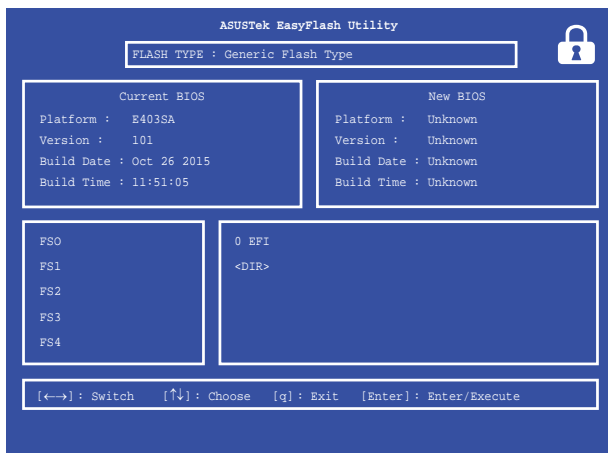 ASUSTek EasyFlash Utility
FLASH TYPE : Generic Flash Type
Current BIOS
Platform : E403SA
Version : 101
Build Date : Oct 26 2015
Build Time : 11:51:05
New BIOS
Platform : Unknown
Version : Unknown
Build Date : Unknown
Build Time : Unknown
FS0
FS1
FS2
FS3
FS4
0 EFI
<DIR>
[←→]: Switch [↑↓]: Choose [q]: Exit [Enter]: Enter/Execute